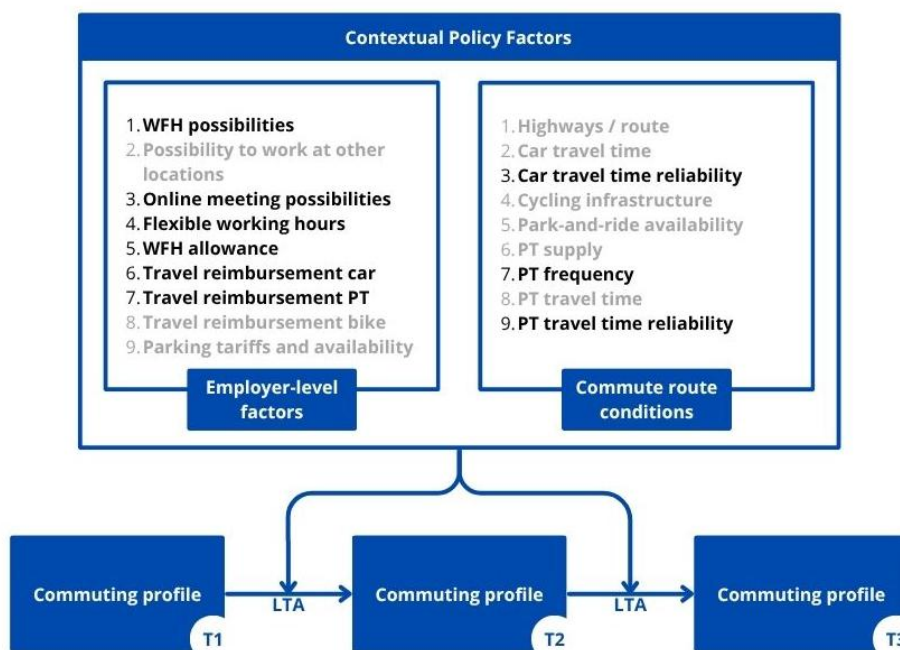 Contextual Policy Factors
1. WFH possibilities
2. Possibility to work at other
locations
3. Online meeting possibilities
4. Flexible working hours
5. WFH allowance
6. Travel reimbursement car
7. Travel reimbursement PT
8. Travel reimbursement bike
9. Parking tariffs and availability
Employer-level
factors
1. Highways / route
2. Car travel time
3. Car travel time reliability
4. Cycling infrastructure
5. Park-and-ride availability
6. PT supply
7. PT frequency
8. PT travel time
9. PT travel time reliability
Commute route
conditions
Commuting profile
T1
LTA
Commuting profile
T2
LTA
Commuting profile
T3